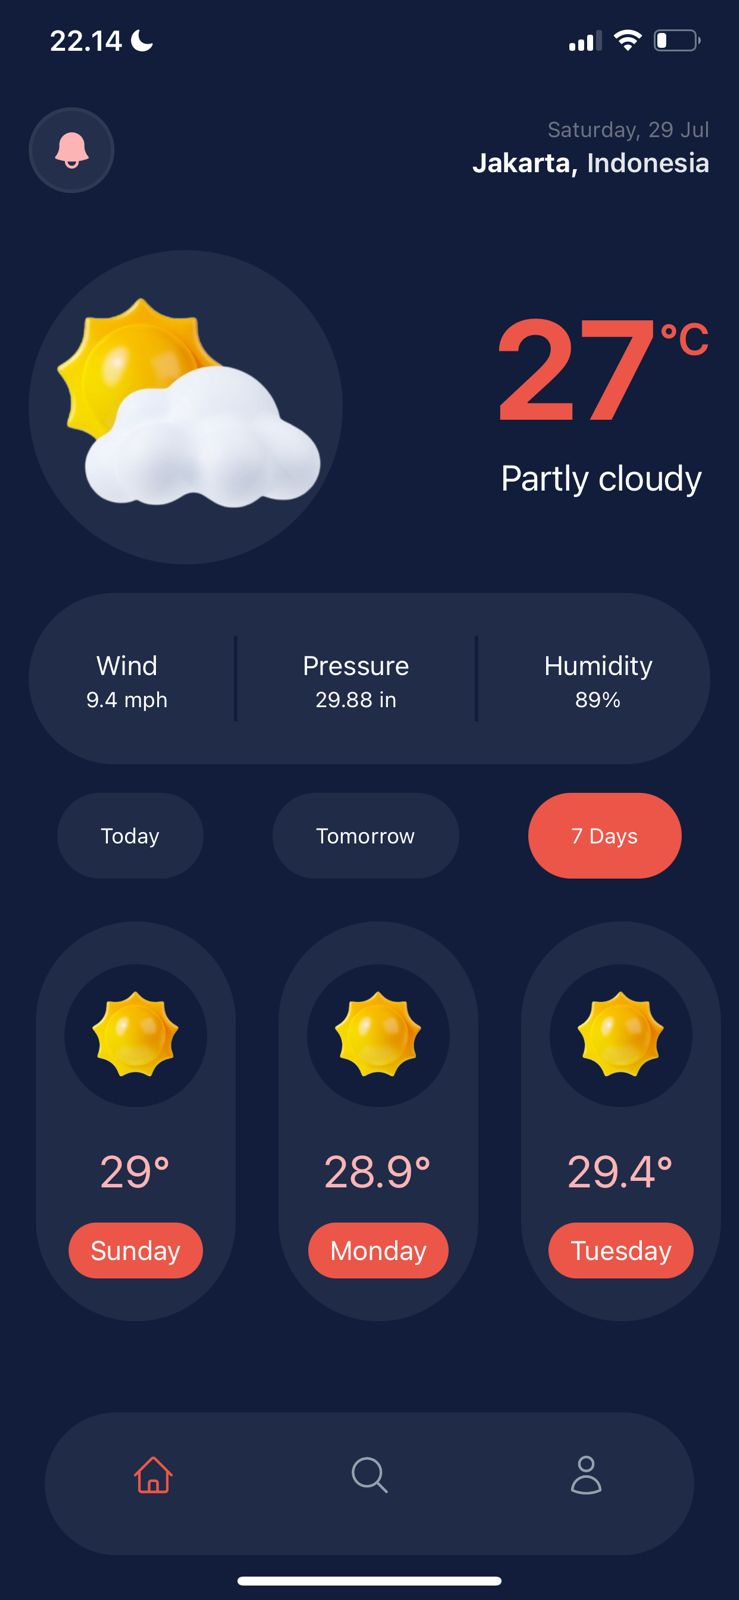 22.14
Saturday, 29 Jul
Jakarta, Indonesia
27°C
Partly cloudy
Wind
9.4 mph
Pressure
29.88 in
Humidity
89%
Today
Tomorrow
7 Days
29°
Sunday
28.9°
Monday
29.4°
Tuesday